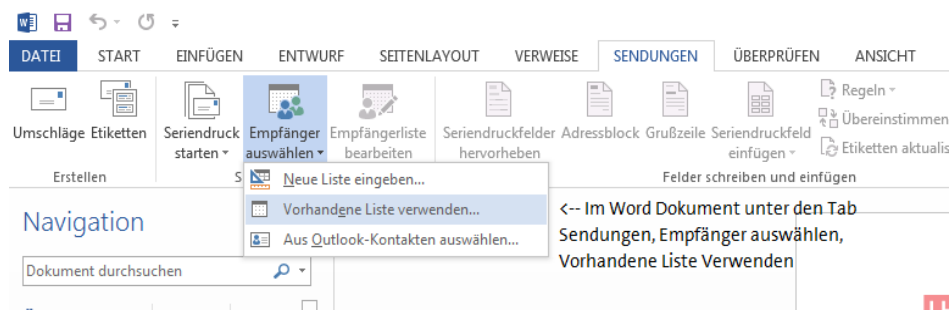 DATEI START EINFÜGEN ENTWURF SEITENLAYOUT VERWEISE SENDUNGEN ÜBERPRÜFEN ANSICHT
Umschläge Etiketten Seriendruck Empfänger Empfängerliste Seriendruckfelder Adressblock Grußzeile Seriendruckfeld Regeln
starten auswählen bearbeiten hervorheben einfügen Übereinstimmen
Etiketten aktualis
Erstellen S Felder schreiben und einfügen
Neue Liste eingeben...
Vorhandene Liste verwenden...
Aus Outlook-Kontakten auswählen...
<-- Im Word Dokument unter den Tab
Sendungen, Empfänger auswählen,
Vorhandene Liste Verwenden
Navigation
Dokument durchsuchen